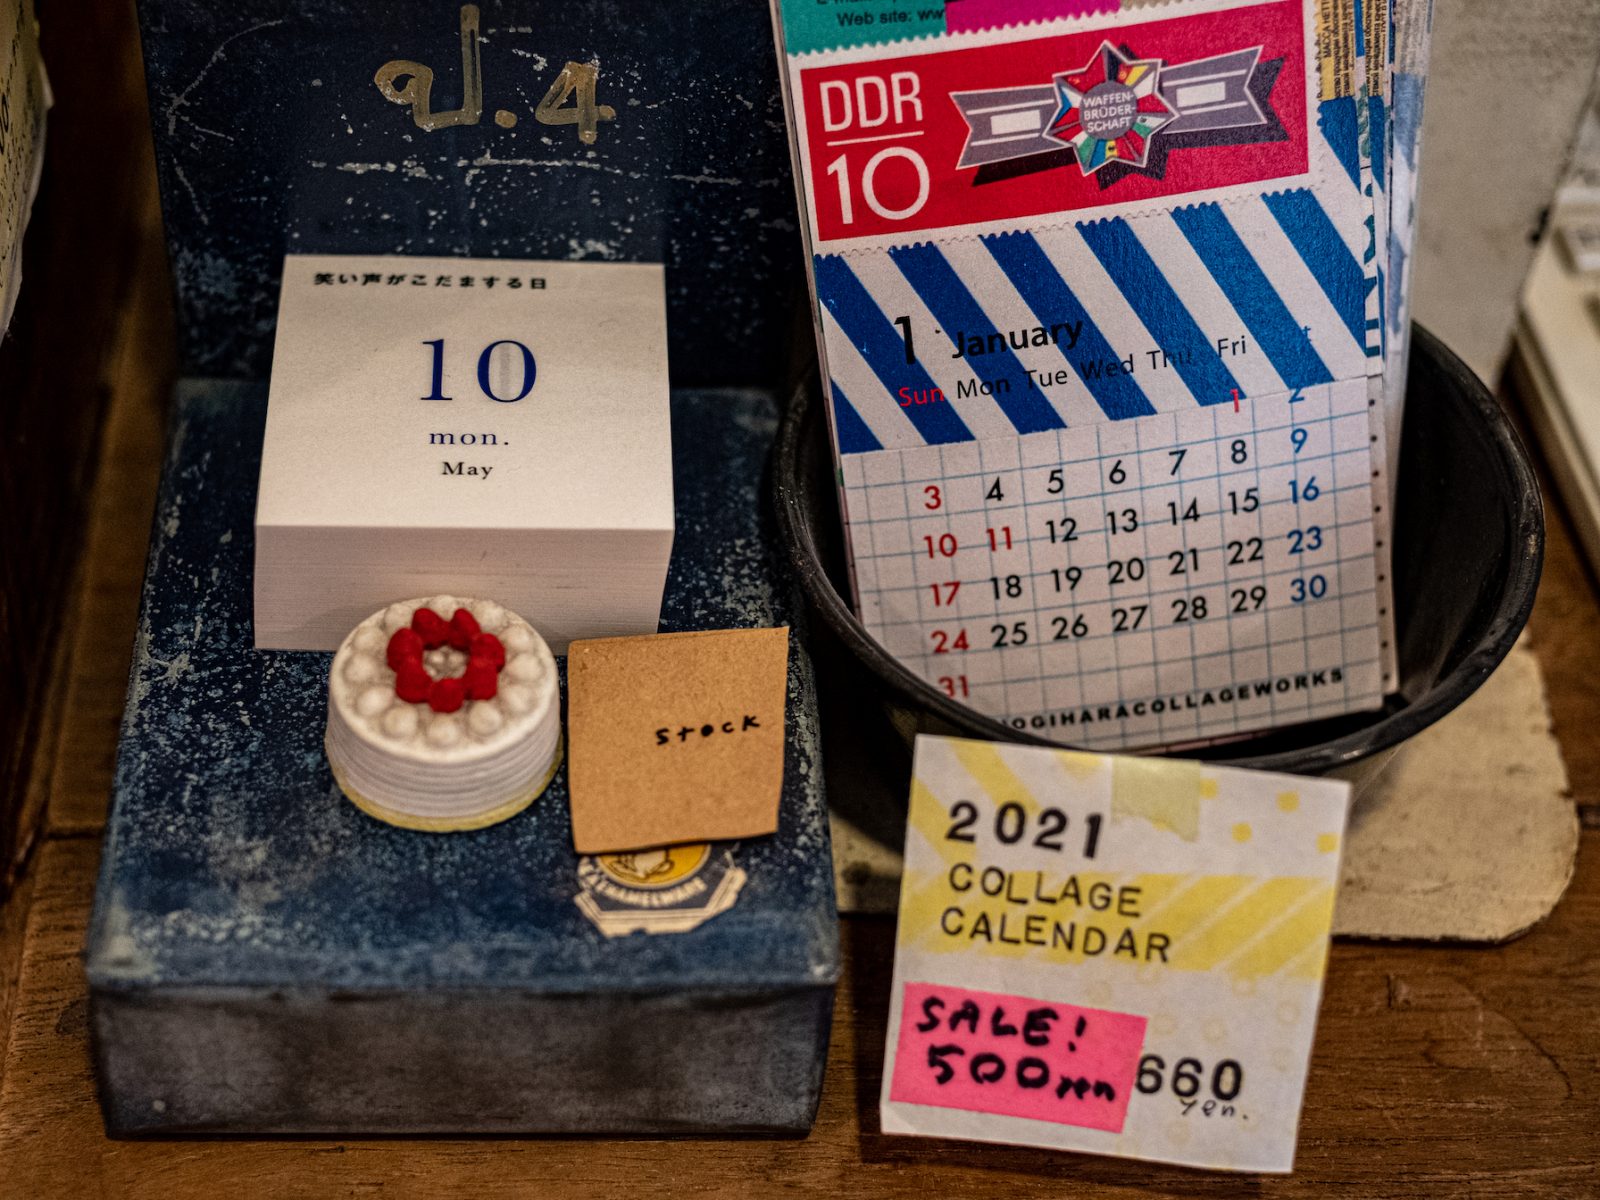 ป.4
笑い声がこだまする日
10
mon.
May
stock
Web site: ww
DDR
10
WAFFEN-
BRÜDER-
SCHAFT
1 January
Sun Mon Tue Wed Thu Fri
1 2
3 4 5 6 7 8 9
10 11 12 13 14 15 16
17 18 19 20 21 22 23
24 25 26 27 28 29 30
31
OGIHARACOLLAGEWORKS
2021
COLLAGE
CALENDAR
SALE!
500yen
660
yen.